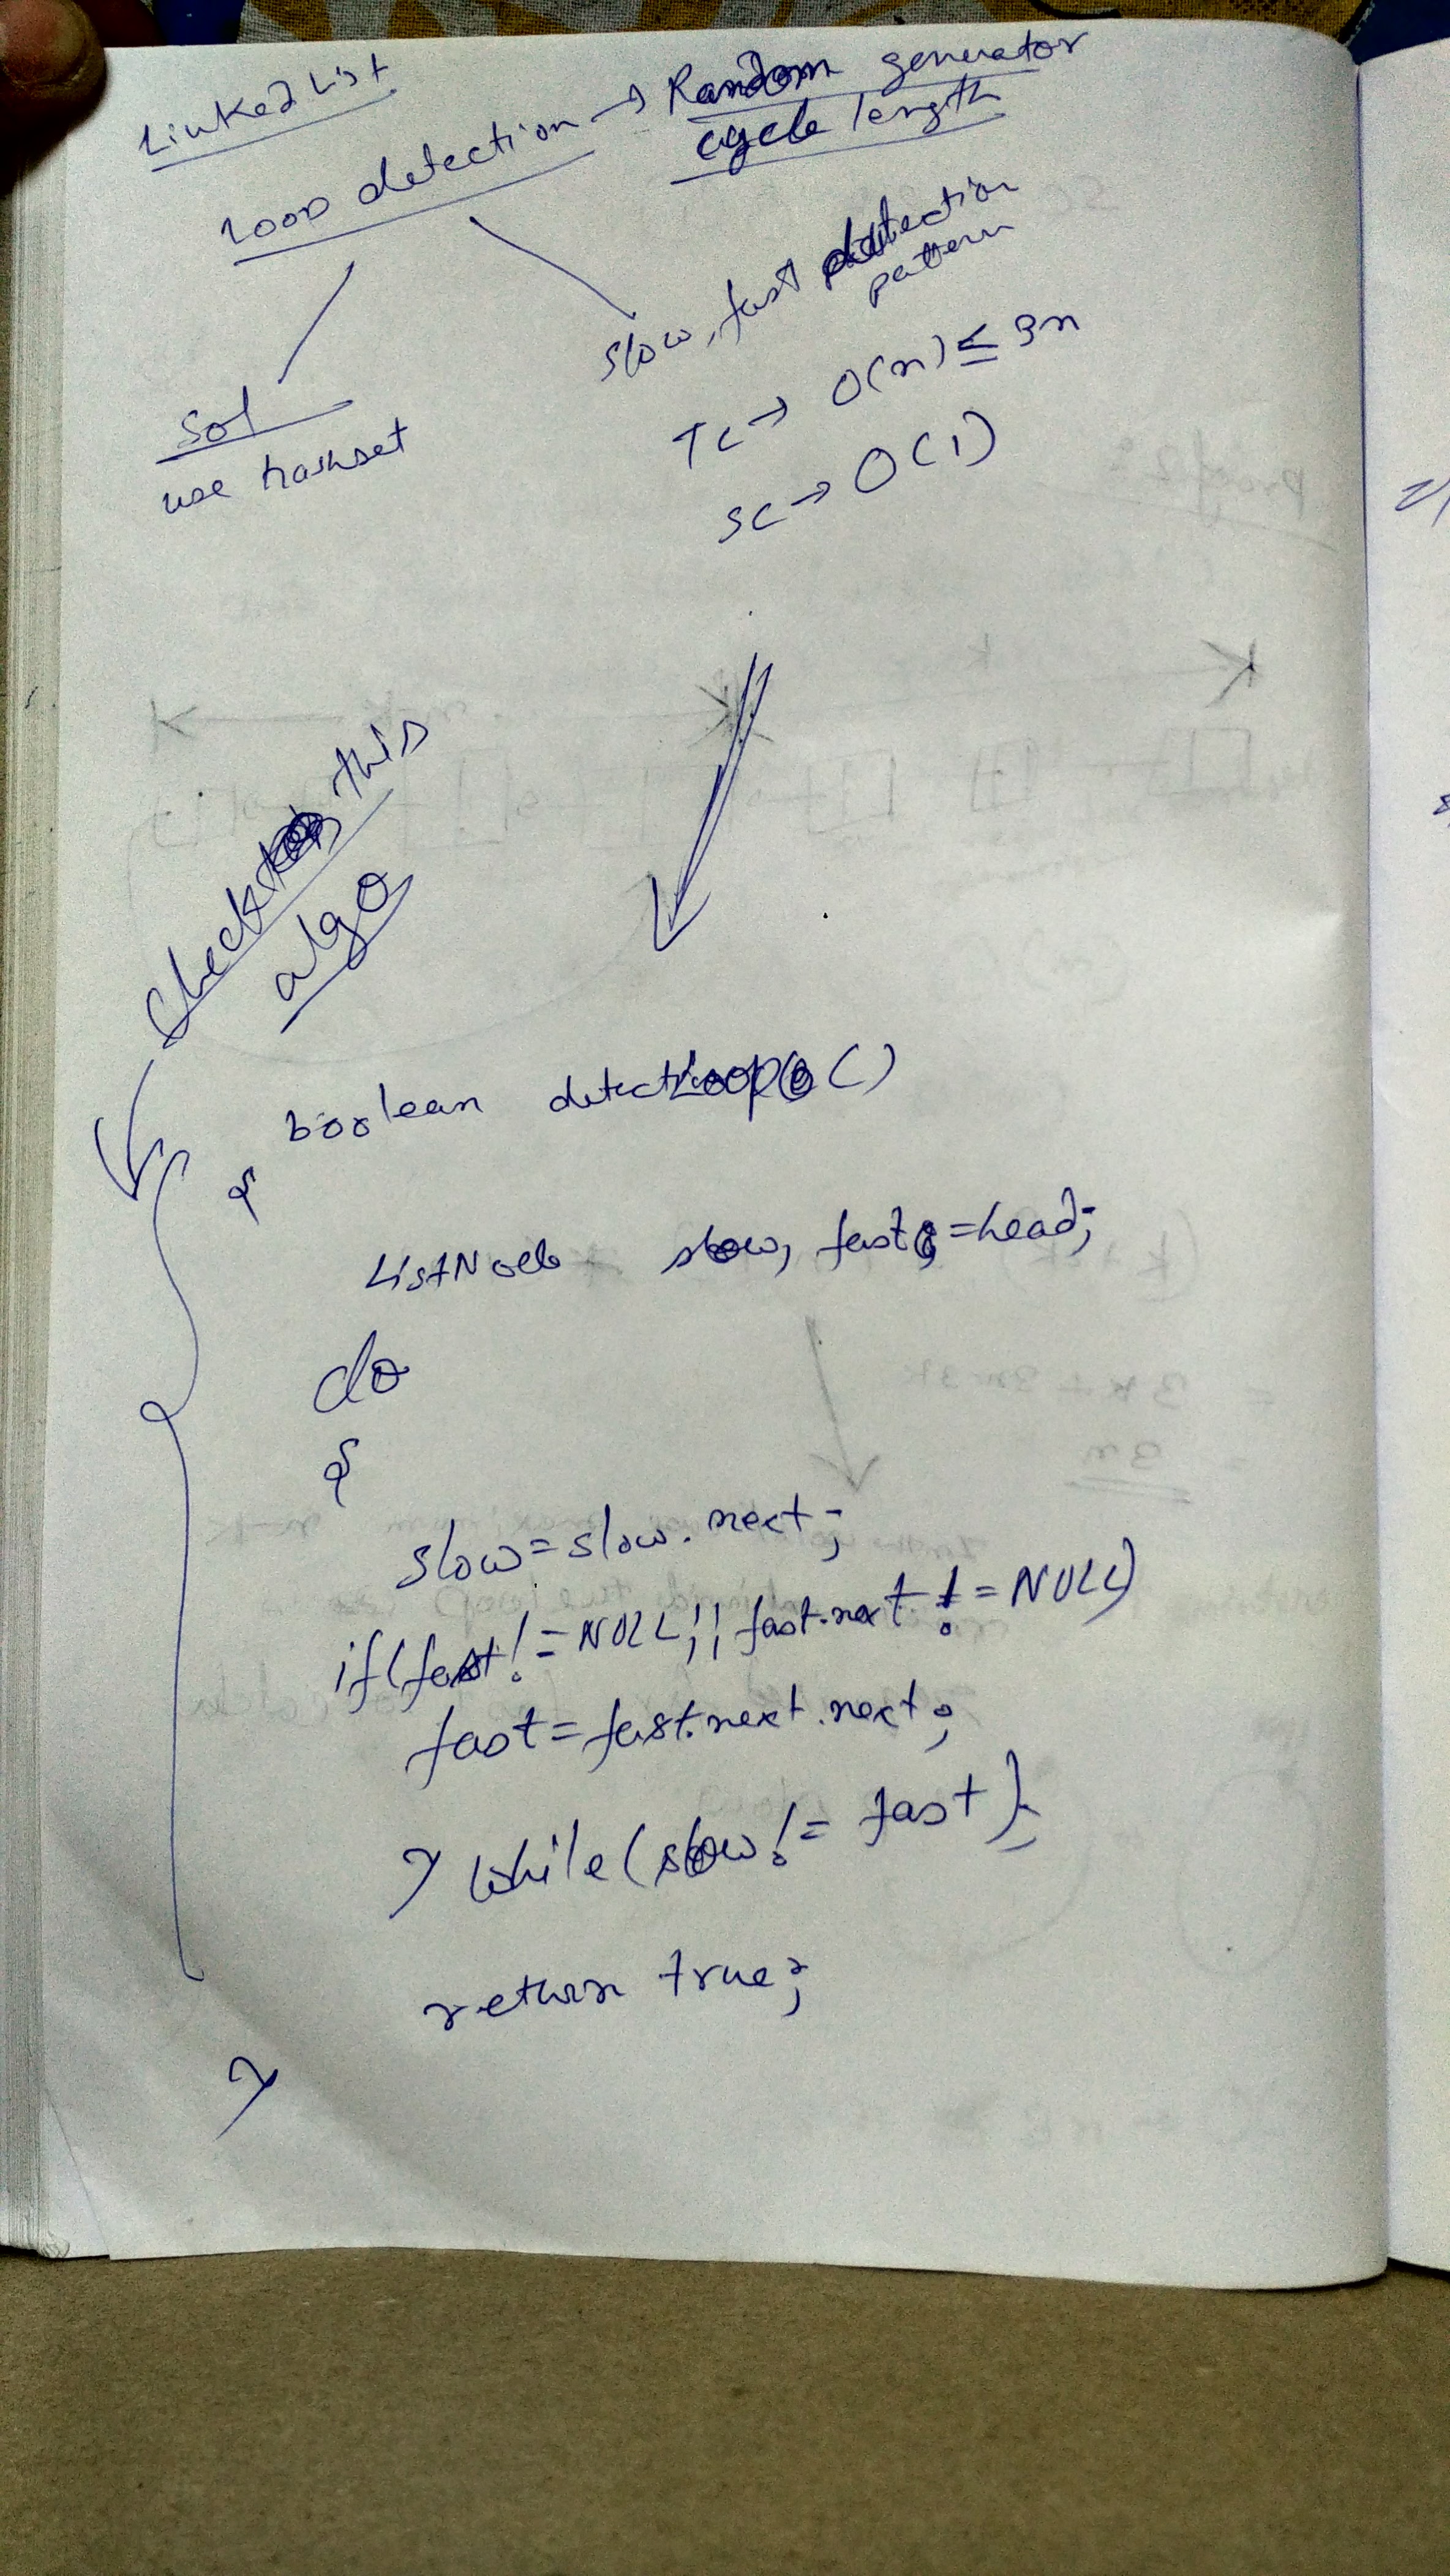 Linked List
Loop detection → Random generator
cycle length
slow, fast detection
pattern
TC → O(n) ≤ 3n
SC → O(1)
Sol
use hashset
check this
algo
boolean detectLoop()
{
ListNode slow, fast = head;
do
{
slow = slow.next;
if(fast != NULL || fast.next != NULL)
fast = fast.next.next;
} while(slow != fast);
return true;
}